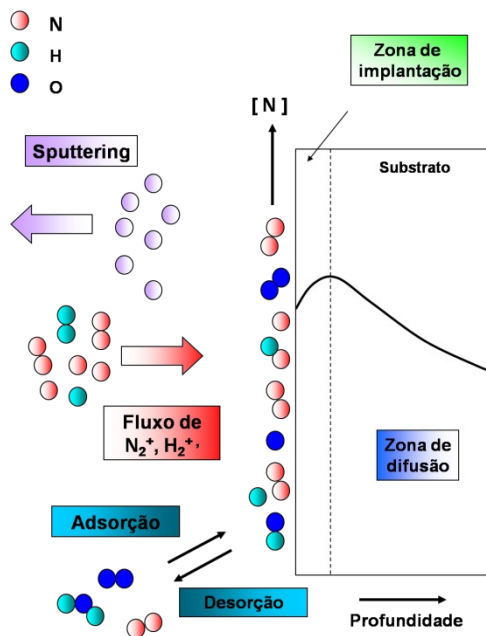 N
H
O
Zona de
implantação
[ N ]
Sputtering
Substrato
Fluxo de
N₂⁺, H₂⁺,
Zona de
difusão
Adsorção
Desorção
Profundidade